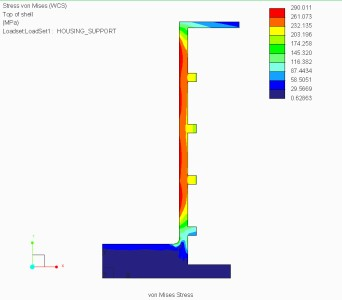 Stress von Mises (WCS)
Top of shell
(MPa)
Loadset:LoadSet1 : HOUSING_SUPPORT
290.011
261.073
232.135
203.196
174.258
145.320
116.382
87.4434
58.5051
29.5669
0.62863
von Mises Stress